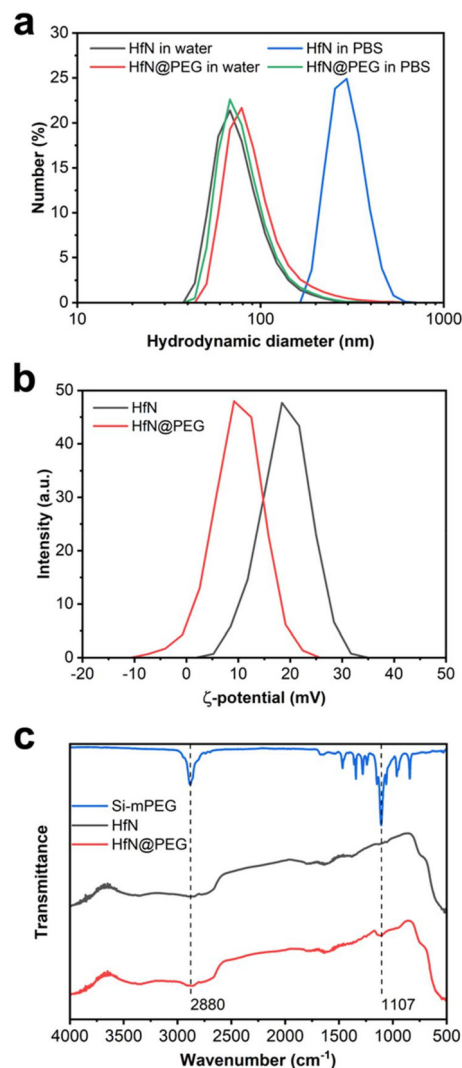 a
HfN in water
HfN in PBS
HfN@PEG in water
HfN@PEG in PBS
30
25
20
15
10
5
0
Number (%)
10
100
1000
Hydrodynamic diameter (nm)
b
HfN
HfN@PEG
50
40
30
20
10
0
Intensity (a.u.)
-20
-10
0
10
20
30
40
50
ζ-potential (mV)
c
Si-mPEG
HfN
HfN@PEG
Transmittance
2880
1107
4000
3500
3000
2500
2000
1500
1000
500
Wavenumber (cm⁻¹)